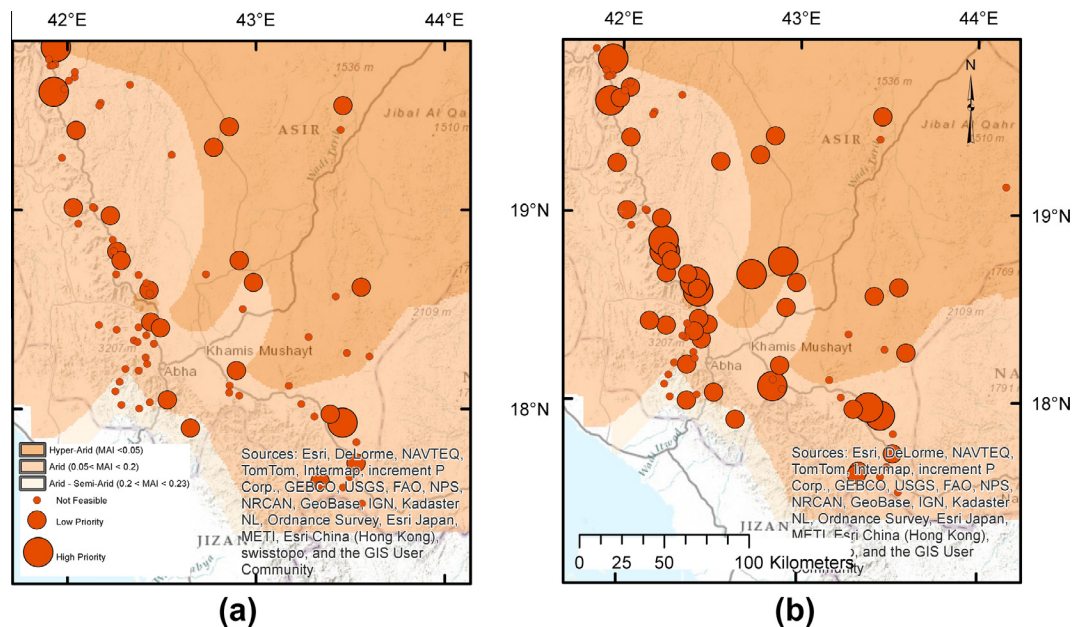 42°E 43°E 44°E
42°E 43°E 44°E
1536 m
ASIR
Jibal Al Qahr
1510 m
19°N
2109 m
3207 m
Khamis Mushayt
Abha
18°N
Hyper-Arid (MAI <0.05)
Arid (0.05< MAI < 0.2)
Arid - Semi-Arid (0.2 < MAI < 0.23)
Not Feasible
Low Priority
High Priority
JIZAN
Sources: Esri, DeLorme, NAVTEQ,
TomTom, Intermap, increment P
Corp., GEBCO, USGS, FAO, NPS,
NRCAN, GeoBase, IGN, Kadaster
NL, Ordnance Survey, Esri Japan,
METI, Esri China (Hong Kong),
swisstopo, and the GIS User
Community
(a)
N
1536 m
ASIR
Jibal Al Qahr
1510 m
19°N
1769 m
2109 m
3207 m
Khamis Mushayt
Abha
NA
1791 m
18°N
JIZAN
Sources: Esri, DeLorme, NAVTEQ,
TomTom, Intermap, increment P
Corp., GEBCO, USGS, FAO, NPS,
NRCAN, GeoBase, IGN, Kadaster
NL, Ordnance Survey, Esri Japan,
METI, Esri China (Hong Kong),
, and the GIS User
Community
0 25 50 100 Kilometers
(b)